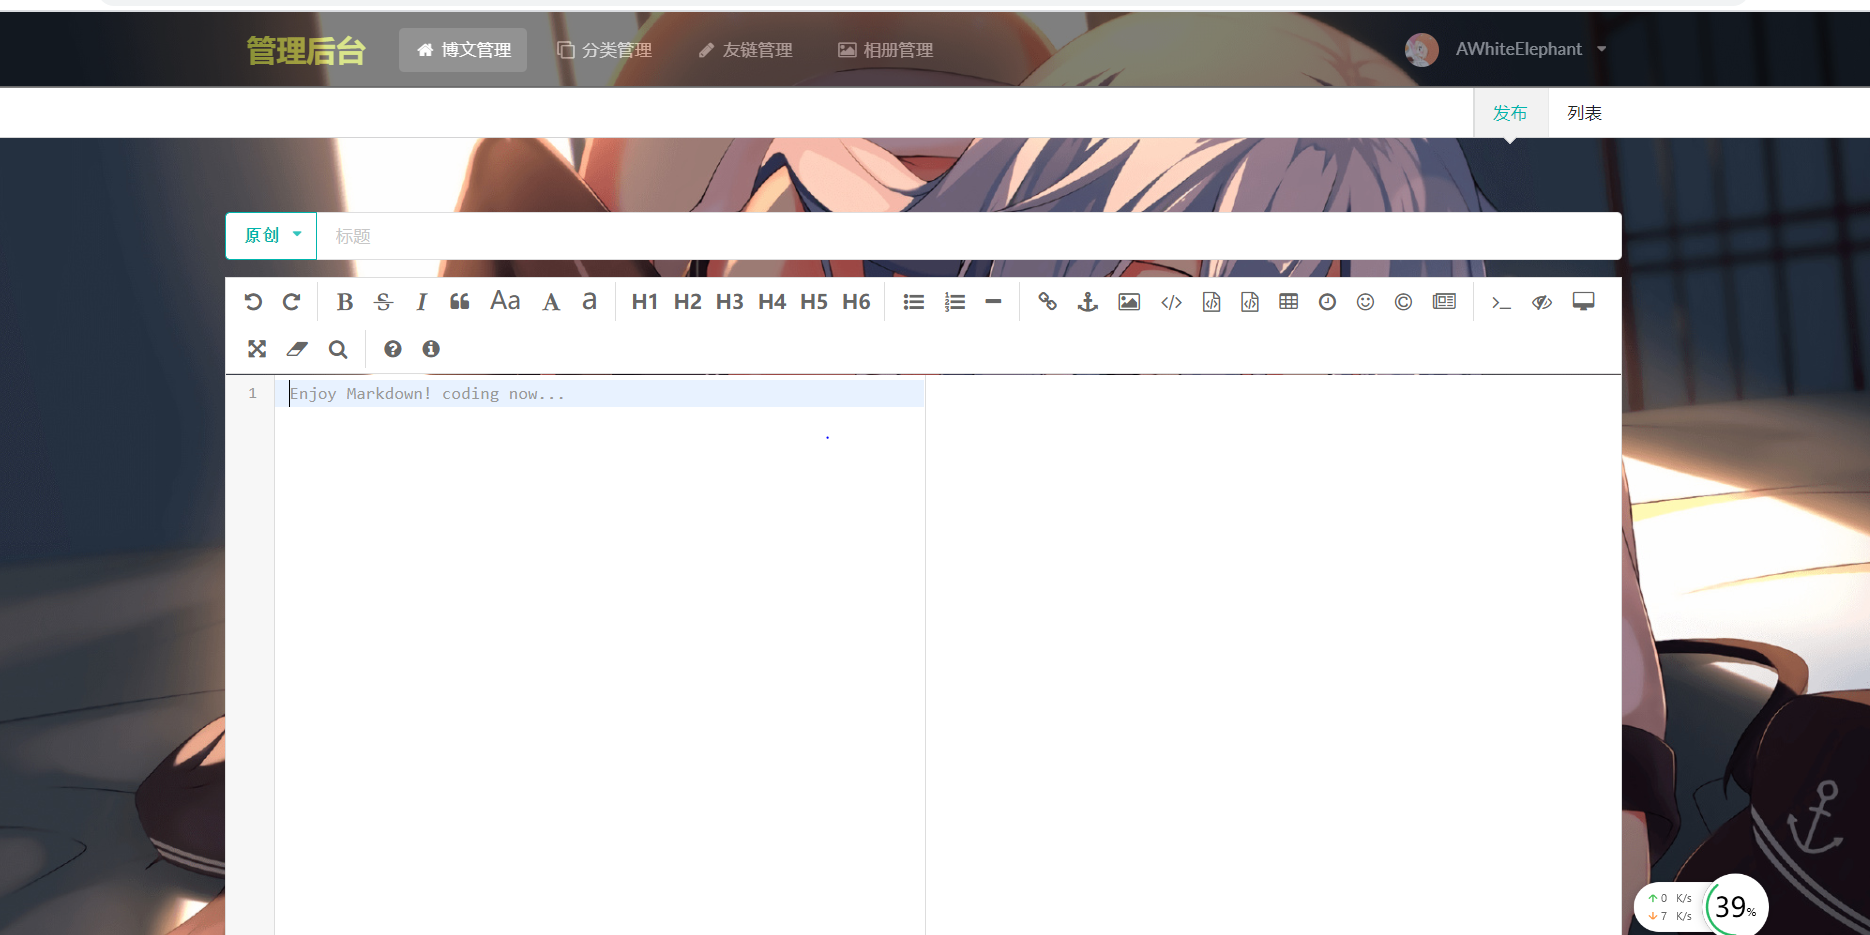 管理后台 博文管理 分类管理 友链管理 相册管理 AWhiteElephant
发布 列表
原创 标题
B S I Aa A a H1 H2 H3 H4 H5 H6
1 Enjoy Markdown! coding now...
0 K/s
7 K/s
39%